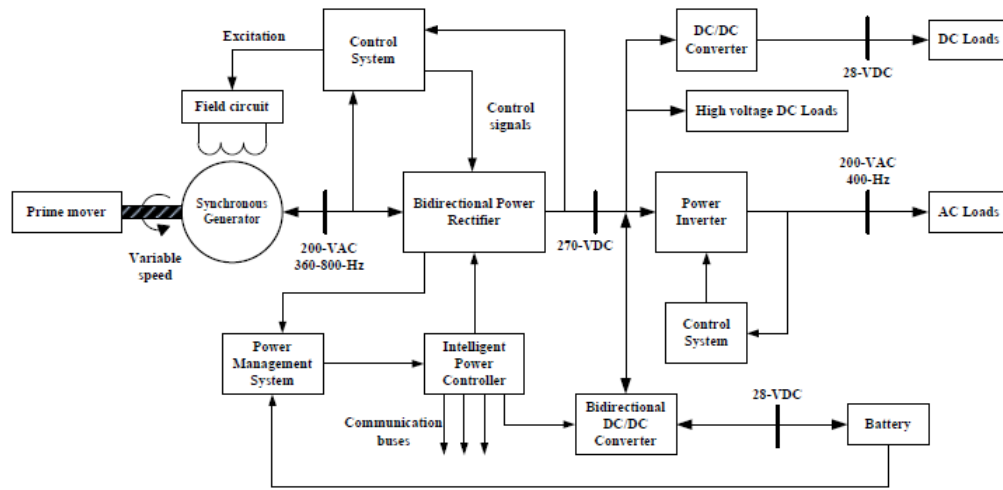 Excitation
Control
System
DC/DC
Converter
28-VDC
DC Loads
Field circuit
Control
signals
High voltage DC Loads
Prime mover
Variable
speed
Synchronous
Generator
200-VAC
360-800-Hz
Bidirectional Power
Rectifier
270-VDC
Power
Inverter
200-VAC
400-Hz
AC Loads
Control
System
Power
Management
System
Intelligent
Power
Controller
Communication
buses
Bidirectional
DC/DC
Converter
28-VDC
Battery